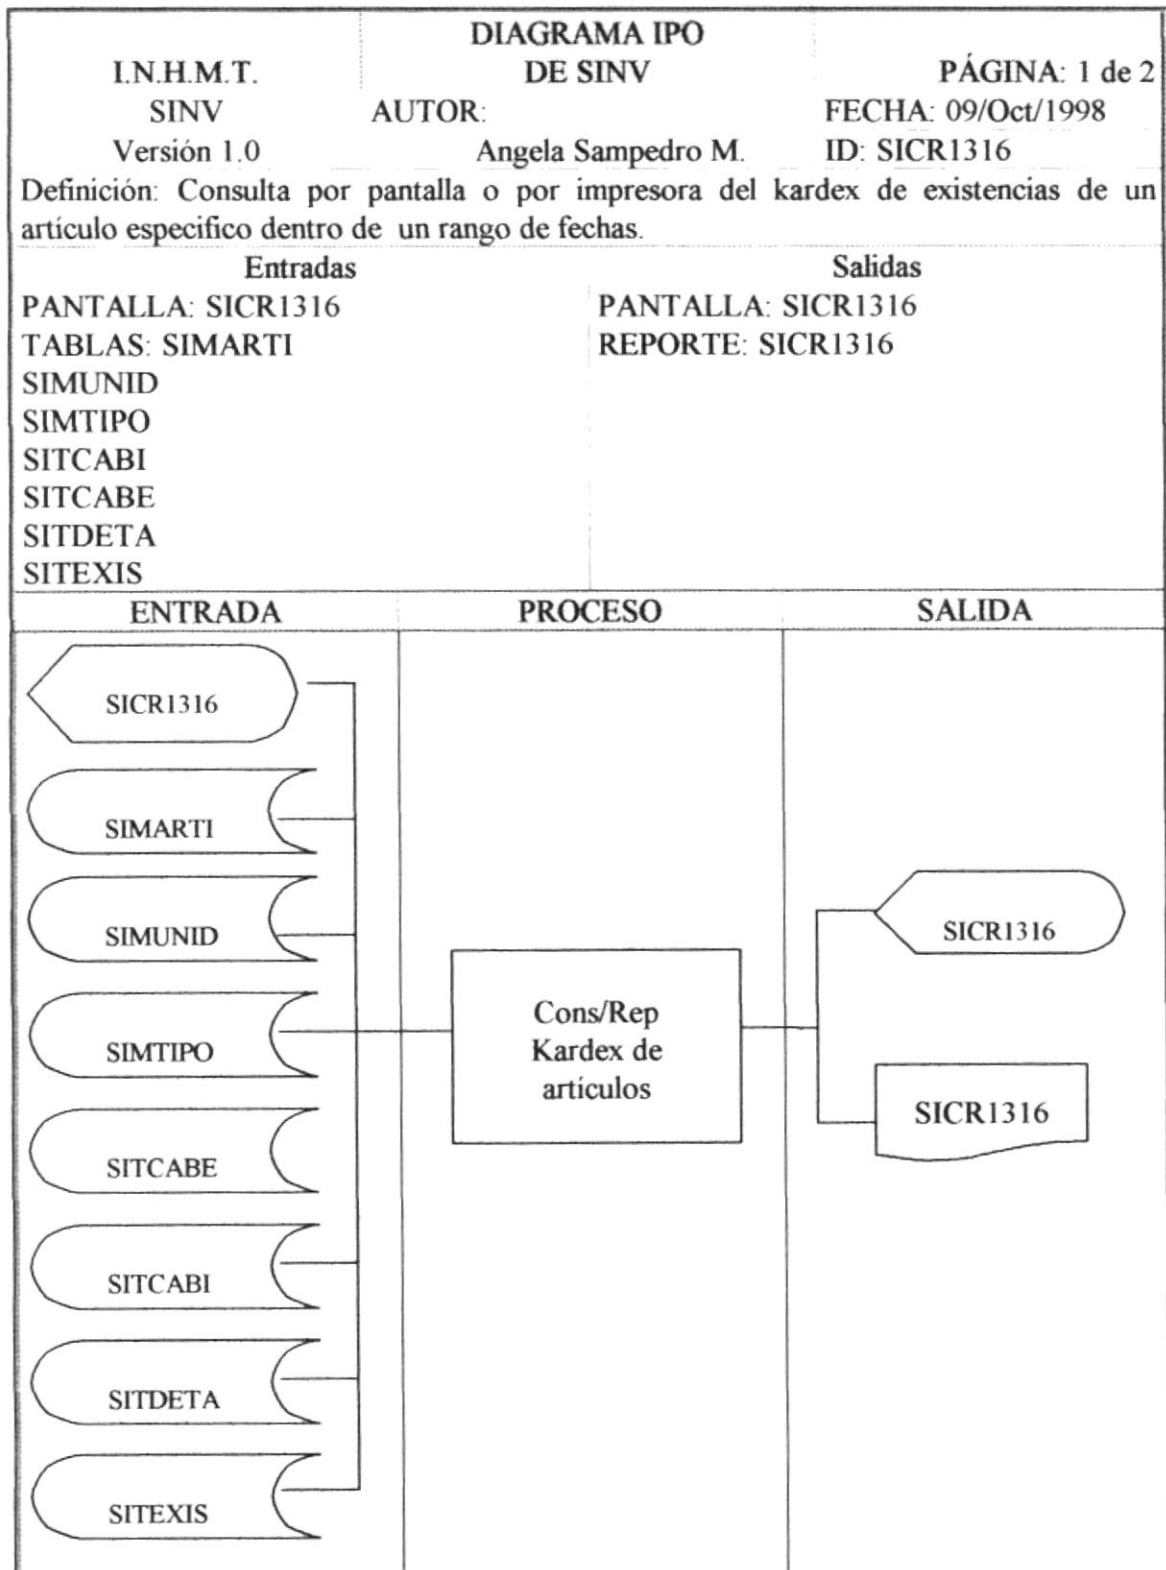 DIAGRAMA IPO
I.N.H.M.T. DE SINV PÁGINA: 1 de 2
SINV AUTOR: FECHA: 09/Oct/1998
Versión 1.0 Angela Sampedro M. ID: SICR1316
Definición: Consulta por pantalla o por impresora del kardex de existencias de un
artículo especifico dentro de un rango de fechas.
Entradas Salidas
PANTALLA: SICR1316 PANTALLA: SICR1316
TABLAS: SIMARTI REPORTE: SICR1316
SIMUNID
SIMTIPO
SITCABI
SITCABE
SITDETA
SITEXIS
ENTRADA PROCESO SALIDA
SICR1316
SIMARTI
SIMUNID
SIMTIPO
SITCABE
SITCABI
SITDETA
SITEXIS
Cons/Rep
Kardex de
artículos
SICR1316
SICR1316